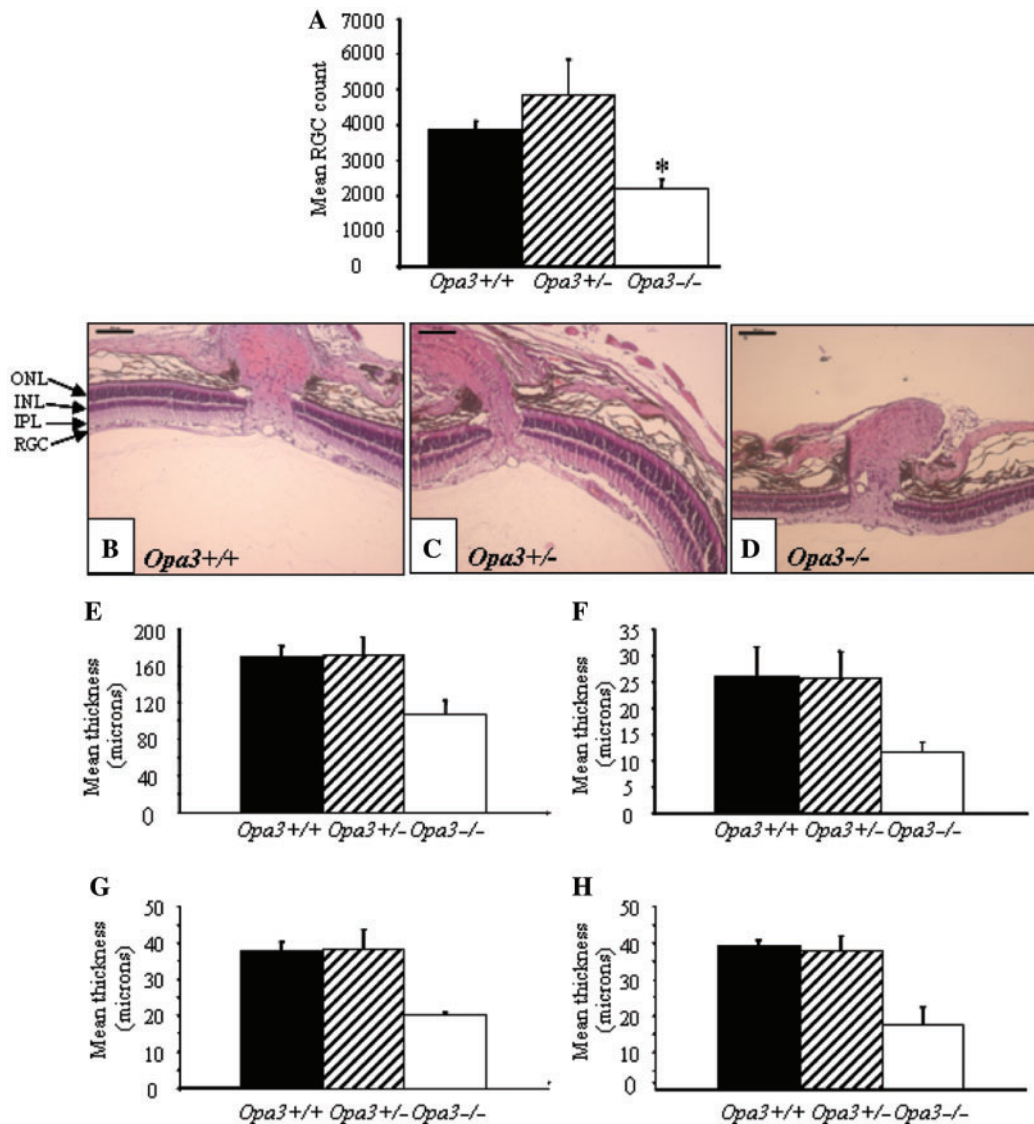 A
Mean RGC count
7000
6000
5000
4000
3000
2000
1000
0
*
Opa3+/+ Opa3+/- Opa3-/-
ONL
INL
IPL
RGC
B Opa3+/+
C Opa3+/-
D Opa3-/-
E
Mean thickness
(microns)
200
160
120
80
40
0
Opa3+/+ Opa3+/- Opa3-/-
F
Mean thickness
(microns)
35
30
25
20
15
10
5
0
Opa3+/+ Opa3+/- Opa3-/-
G
Mean thickness
(microns)
50
40
30
20
10
0
Opa3+/+ Opa3+/- Opa3-/-
H
Mean thickness
(microns)
50
40
30
20
10
0
Opa3+/+ Opa3+/- Opa3-/-